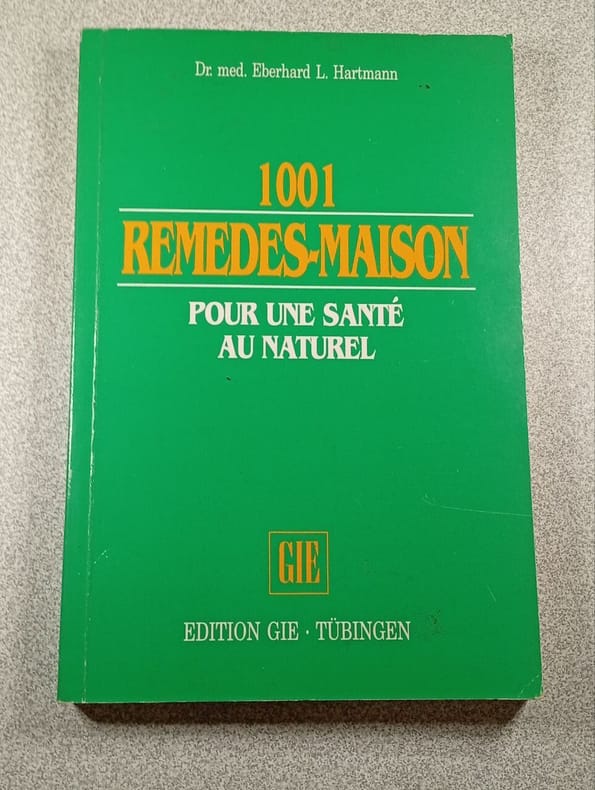 Dr. med. Eberhard L. Hartmann
1001
REMEDES-MAISON
POUR UNE SANTÉ
AU NATUREL
GIE
EDITION GIE · TÜBINGEN